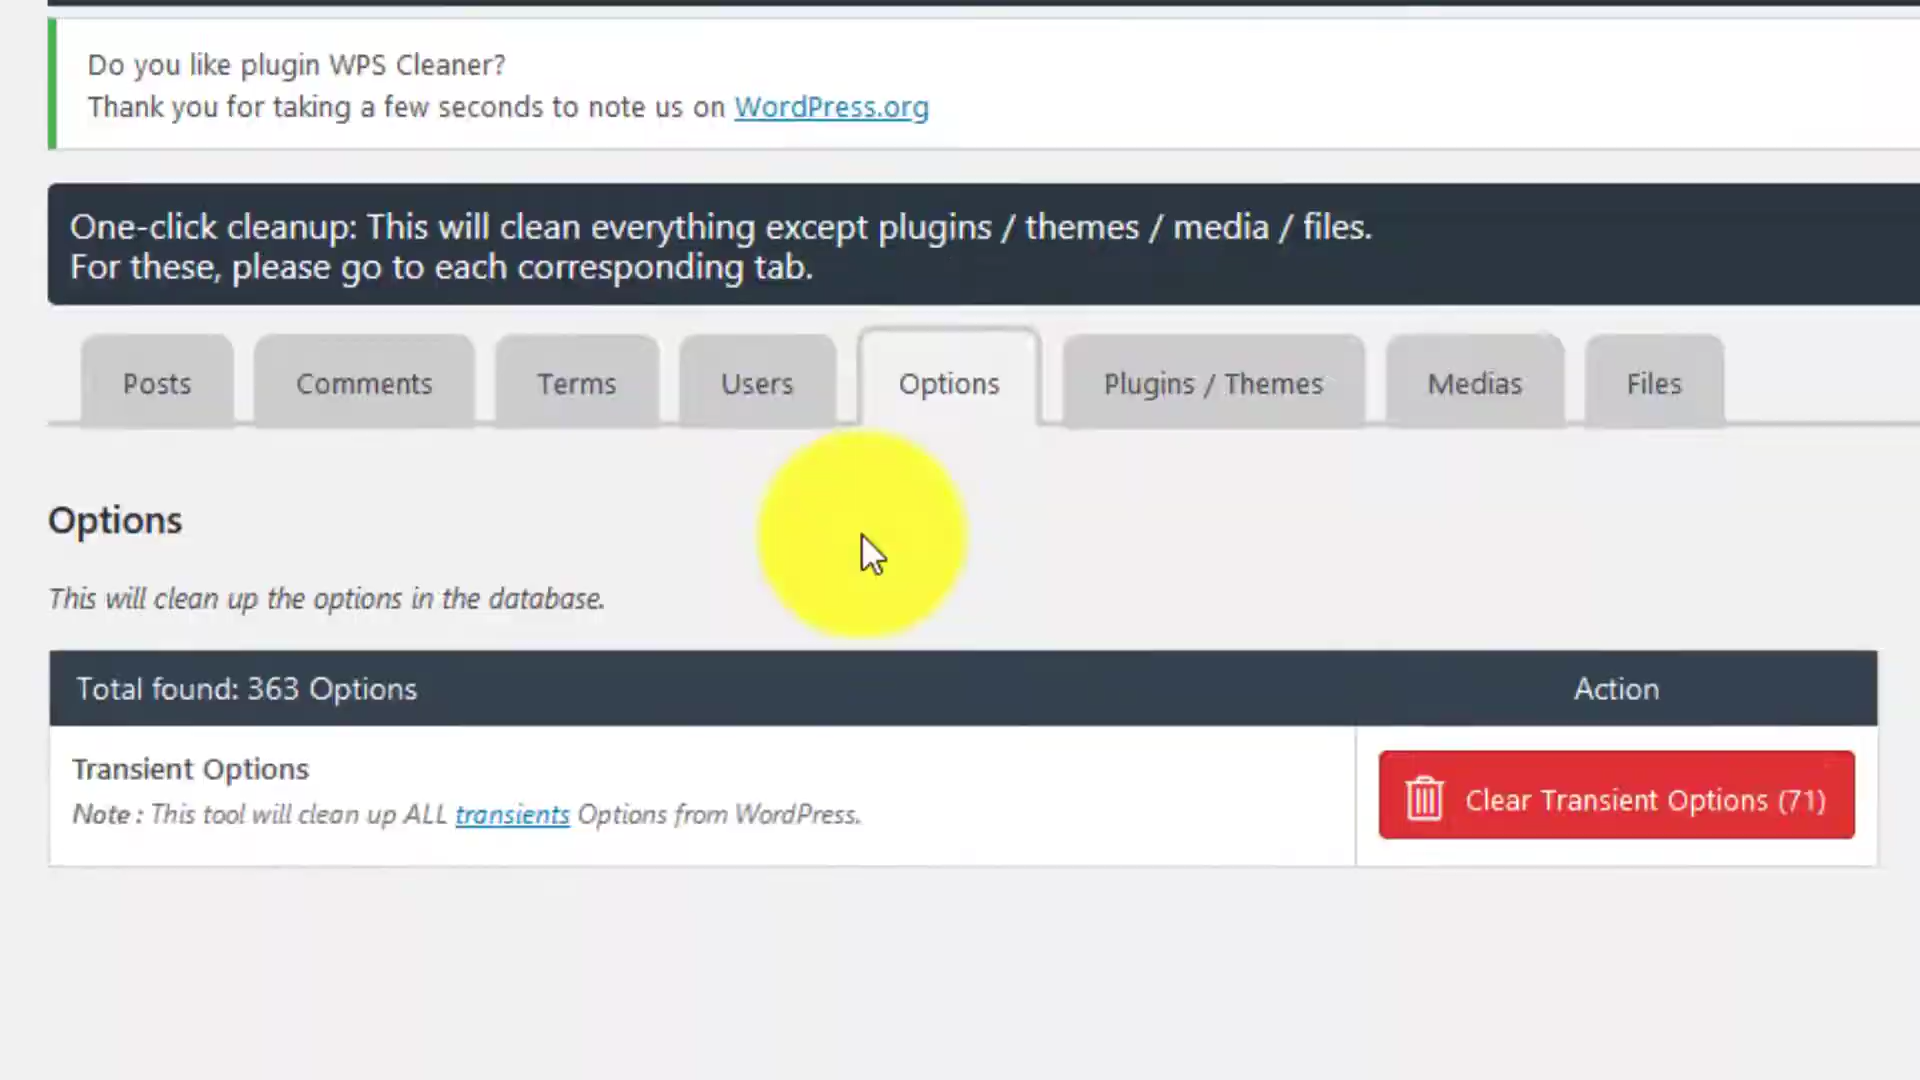 Do you like plugin WPS Cleaner?
Thank you for taking a few seconds to note us on WordPress.org
One-click cleanup: This will clean everything except plugins / themes / media / files.
For these, please go to each corresponding tab.
Posts
Comments
Terms
Users
Options
Plugins / Themes
Medias
Files
Options
This will clean up the options in the database.
Total found: 363 Options
Action
Transient Options
Note : This tool will clean up ALL transients Options from WordPress.
Clear Transient Options (71)